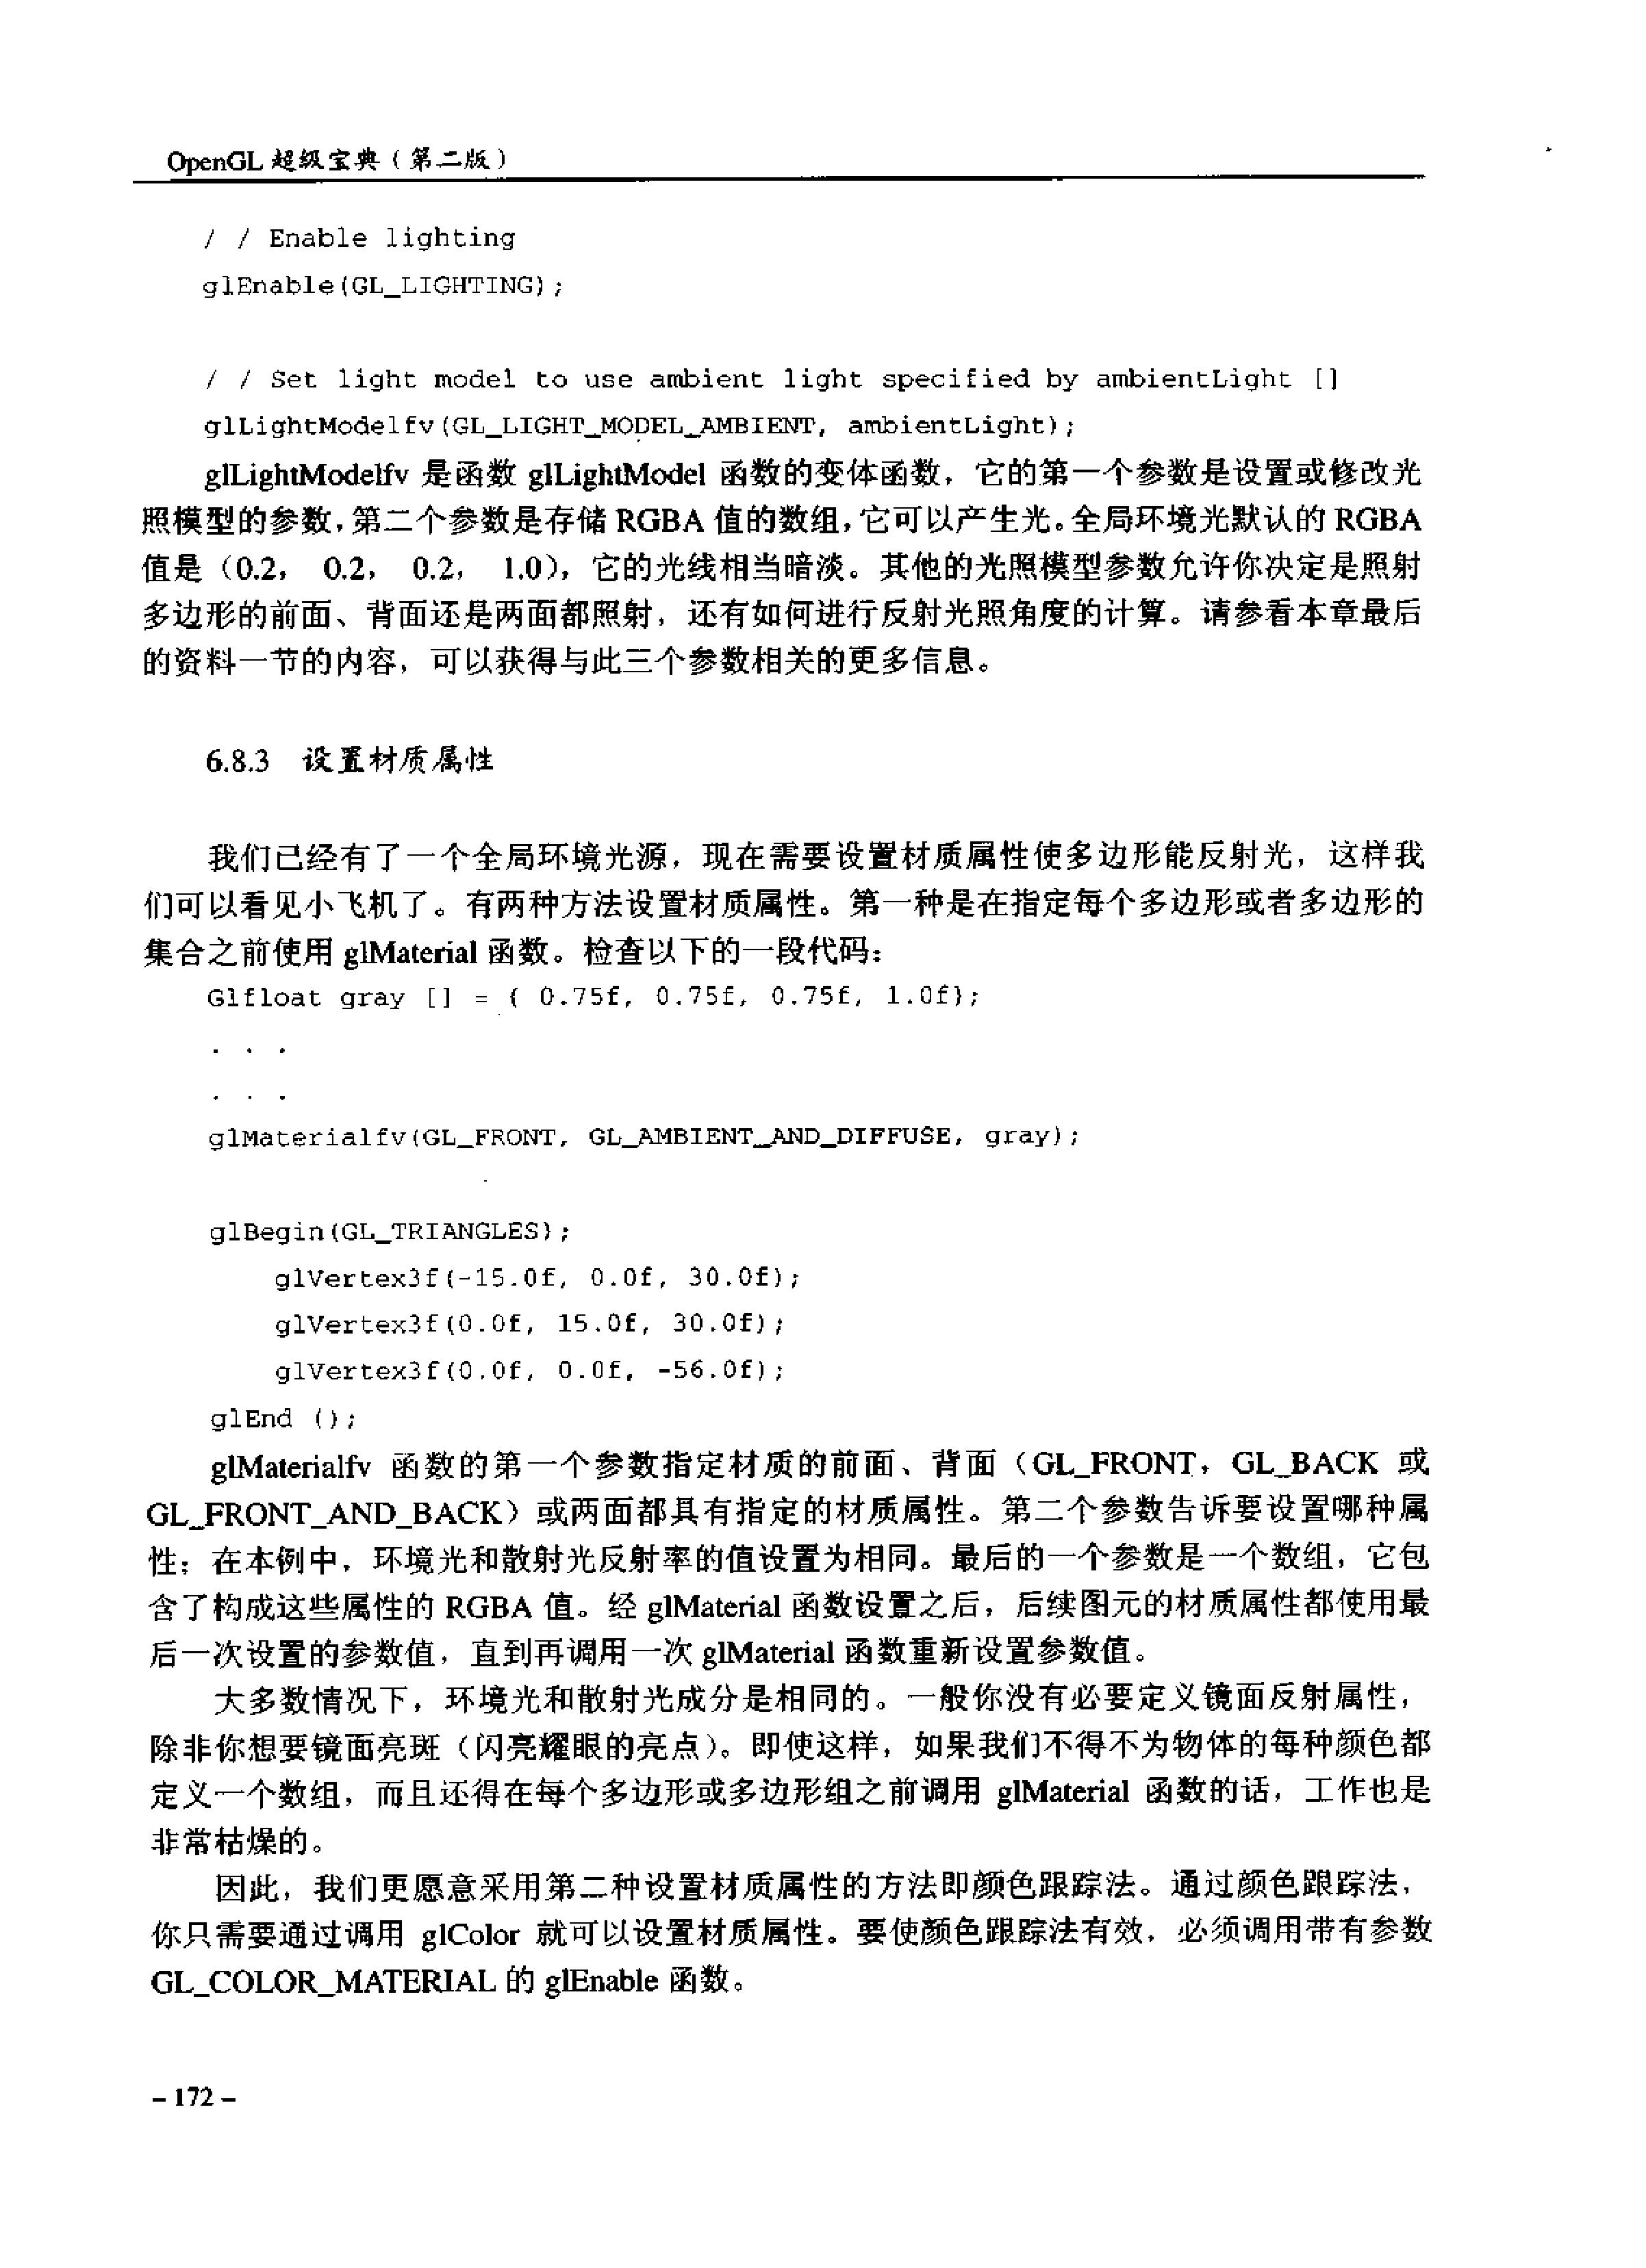 OpenGL 超级宝典（第二版）
/ / Enable lighting
glEnable(GL_LIGHTING);
/ / Set light model to use ambient light specified by ambientLight []
glLightModelfv(GL_LIGHT_MODEL_AMBIENT, ambientLight);
glLightModelfv 是函数 glLightModel 函数的变体函数，它的第一个参数是设置或修改光
照模型的参数，第二个参数是存储 RGBA 值的数组，它可以产生光。全局环境光默认的 RGBA
值是（0.2， 0.2， 0.2， 1.0），它的光线相当暗淡。其他的光照模型参数允许你决定是照射
多边形的前面、背面还是两面都照射，还有如何进行反射光照角度的计算。请参看本章最后
的资料一节的内容，可以获得与此三个参数相关的更多信息。
6.8.3 设置材质属性
我们已经有了一个全局环境光源，现在需要设置材质属性使多边形能反射光，这样我
们可以看见小飞机了。有两种方法设置材质属性。第一种是在指定每个多边形或者多边形的
集合之前使用 glMaterial 函数。检查以下的一段代码：
Glfloat gray [] = { 0.75f, 0.75f, 0.75f, 1.0f};
. . .
. . .
glMaterialfv(GL_FRONT, GL_AMBIENT_AND_DIFFUSE, gray);
glBegin(GL_TRIANGLES);
glVertex3f(-15.0f, 0.0f, 30.0f);
glVertex3f(0.0f, 15.0f, 30.0f);
glVertex3f(0.0f, 0.0f, -56.0f);
glEnd ();
glMaterialfv 函数的第一个参数指定材质的前面、背面（GL_FRONT，GL_BACK 或
GL_FRONT_AND_BACK）或两面都具有指定的材质属性。第二个参数告诉要设置哪种属
性；在本例中，环境光和散射光反射率的值设置为相同。最后的一个参数是一个数组，它包
含了构成这些属性的 RGBA 值。经 glMaterial 函数设置之后，后续图元的材质属性都使用最
后一次设置的参数值，直到再调用一次 glMaterial 函数重新设置参数值。
大多数情况下，环境光和散射光成分是相同的。一般你没有必要定义镜面反射属性，
除非你想要镜面亮斑（闪亮耀眼的亮点）。即使这样，如果我们不得不为物体的每种颜色都
定义一个数组，而且还得在每个多边形或多边形组之前调用 glMaterial 函数的话，工作也是
非常枯燥的。
因此，我们更愿意采用第二种设置材质属性的方法即颜色跟踪法。通过颜色跟踪法，
你只需要通过调用 glColor 就可以设置材质属性。要使颜色跟踪法有效，必须调用带有参数
GL_COLOR_MATERIAL 的 glEnable 函数。
- 172 -